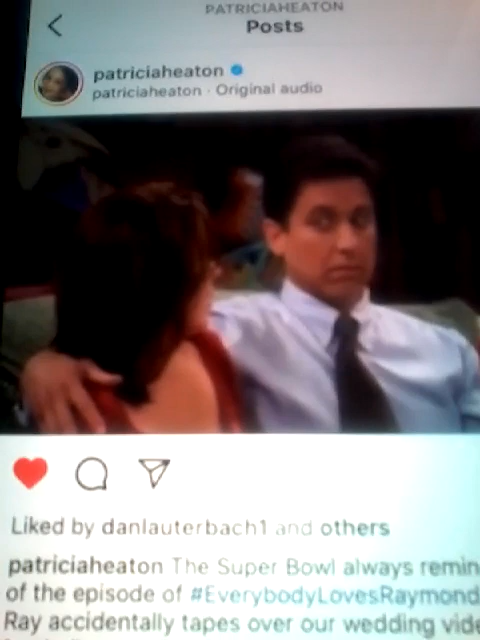 PATRICIAHEATON
Posts
patriciaheaton
patriciaheaton · Original audio
Liked by danlauterbach1 and others
patriciaheaton The Super Bowl always remin
of the episode of #EverybodyLovesRaymond
Ray accidentally tapes over our wedding vide